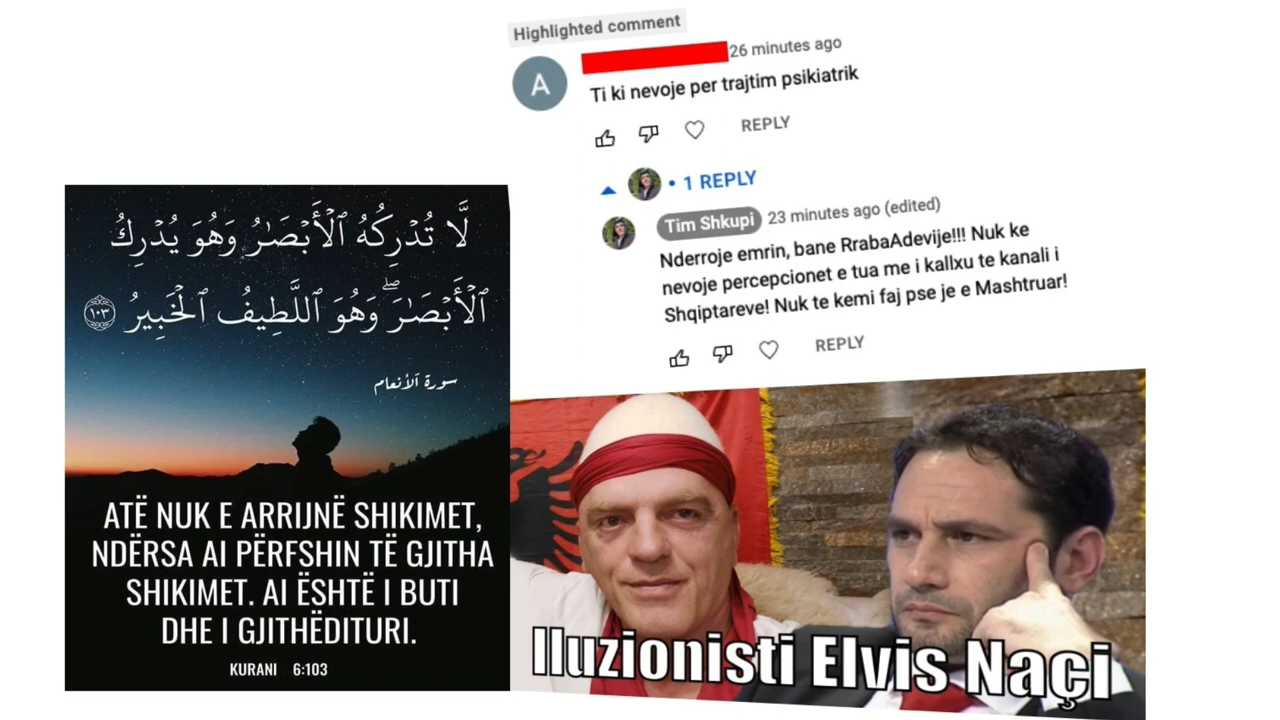 Highlighted comment
26 minutes ago
A
Ti ki nevoje per trajtim psikiatrik
REPLY
• 1 REPLY
Tim Shkupi 23 minutes ago (edited)
Nderroje emrin, bane RrabaAdevije!!! Nuk ke
nevoje percepcionet e tua me i kallxu te kanali i
Shqiptareve! Nuk te kemi faj pse je e Mashtruar!
REPLY
لَّا تُدْرِكُهُ ٱلْأَبْصَـٰرُ وَهُوَ يُدْرِكُ
ٱلْأَبْصَـٰرَ ۖ وَهُوَ ٱللَّطِيفُ ٱلْخَبِيرُ ١٠٣
سورة الأنعام
ATË NUK E ARRIJNË SHIKIMET,
NDËRSA AI PËRFSHIN TË GJITHA
SHIKIMET. AI ËSHTË I BUTI
DHE I GJITHËDITURI.
KURANI 6:103
Iluzionisti Elvis Naçi